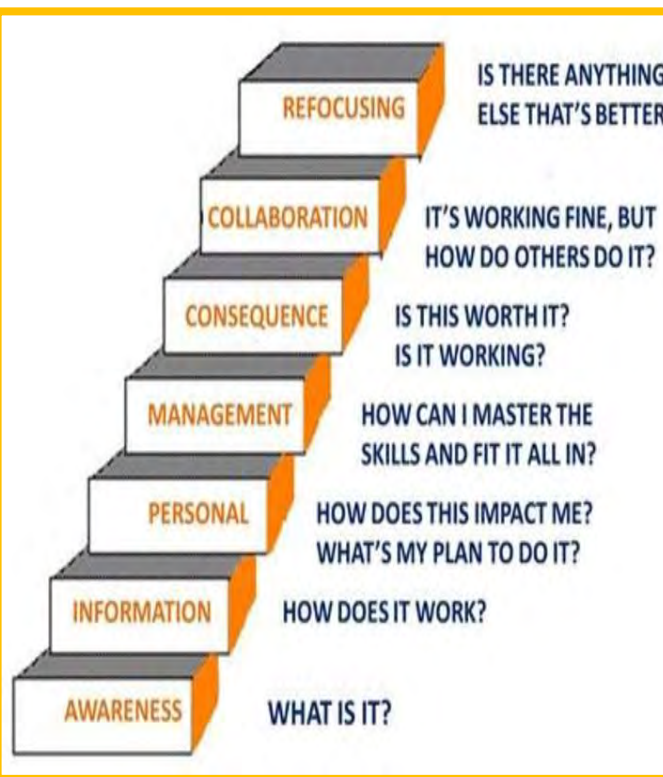 REFOCUSING
IS THERE ANYTHING
ELSE THAT'S BETTER
COLLABORATION
IT'S WORKING FINE, BUT
HOW DO OTHERS DO IT?
CONSEQUENCE
IS THIS WORTH IT?
IS IT WORKING?
MANAGEMENT
HOW CAN I MASTER THE
SKILLS AND FIT IT ALL IN?
PERSONAL
HOW DOES THIS IMPACT ME?
WHAT'S MY PLAN TO DO IT?
INFORMATION
HOW DOES IT WORK?
AWARENESS
WHAT IS IT?